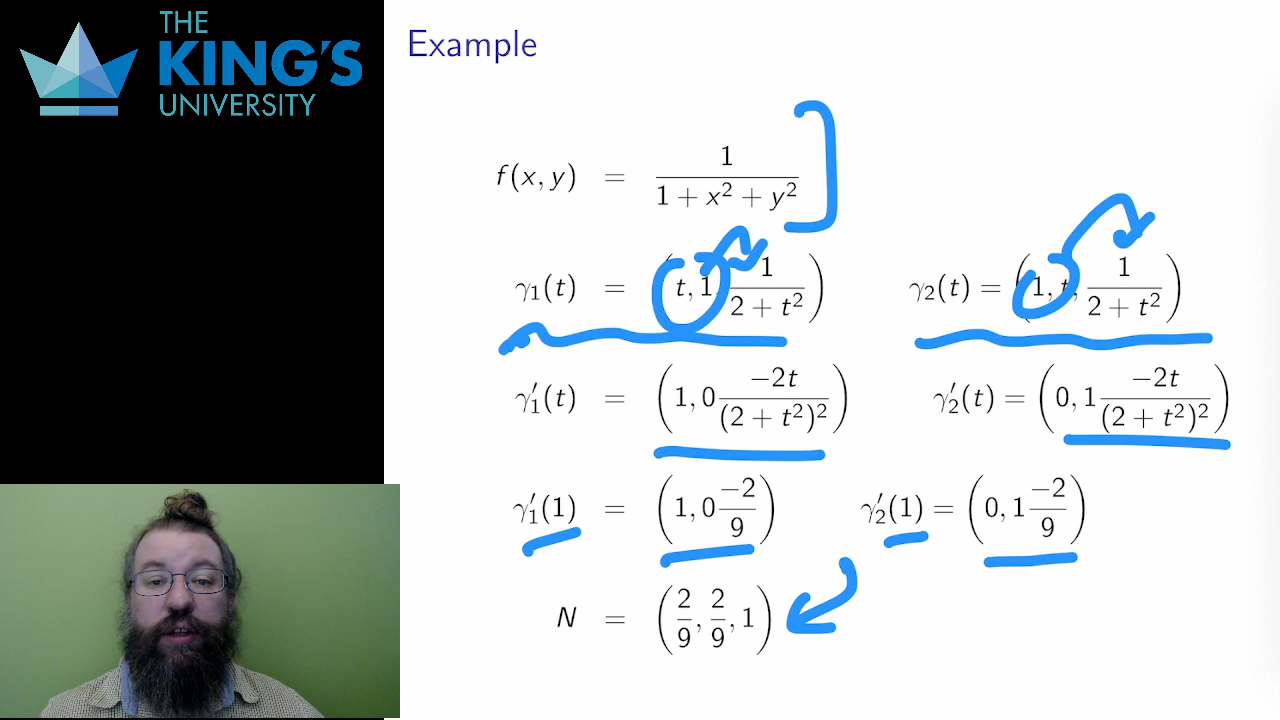 THE
KING'S
UNIVERSITY
Example
f(x, y) = 1 / (1 + x² + y²)
γ₁(t) = (t, 1, 1 / (2 + t²)) γ₂(t) = (1, t, 1 / (2 + t²))
γ₁′(t) = (1, 0 −2t / (2 + t²)²) γ₂′(t) = (0, 1 −2t / (2 + t²)²)
γ₁′(1) = (1, 0 −2 / 9) γ₂′(1) = (0, 1 −2 / 9)
N = (2/9, 2/9, 1)